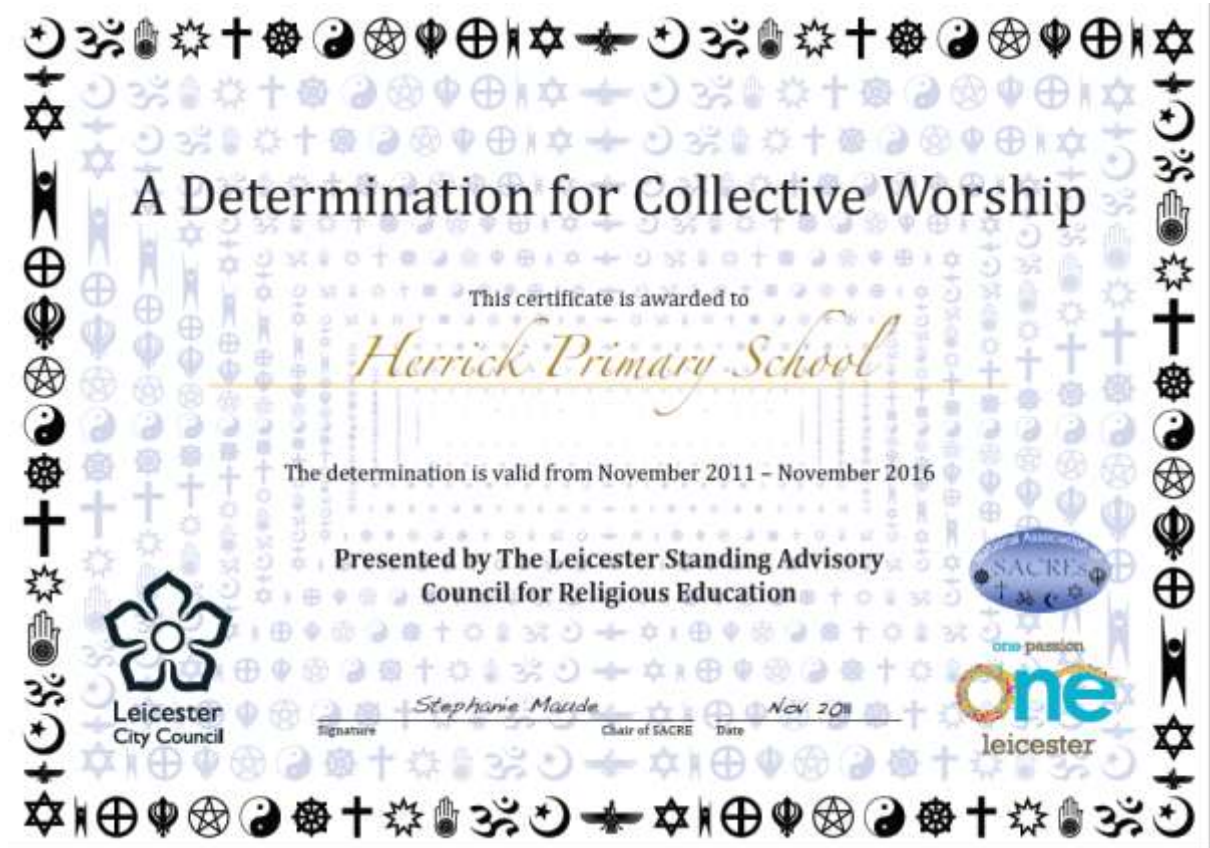 A Determination for Collective Worship
This certificate is awarded to
Herrick Primary School
The determination is valid from November 2011 – November 2016
Presented by The Leicester Standing Advisory
Council for Religious Education
Association
SACREs
one passion
one
leicester
Leicester
City Council
Stephanie Maude
Nov 2011
Signature
Chair of SACRE
Date